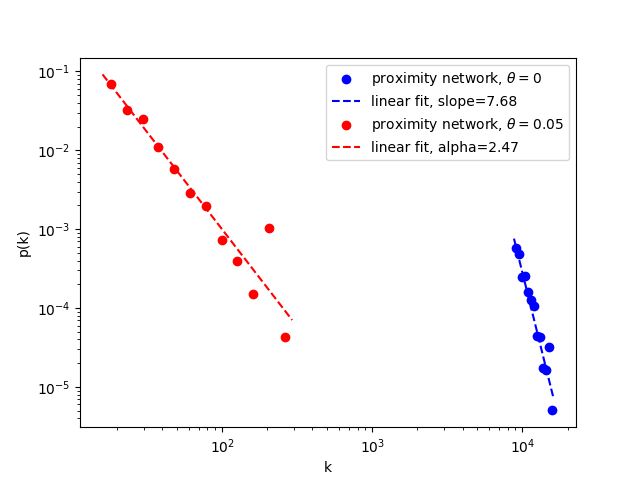 10⁻¹
10⁻²
10⁻³
10⁻⁴
10⁻⁵
p(k)
proximity network, θ = 0
linear fit, slope=7.68
proximity network, θ = 0.05
linear fit, alpha=2.47
10² 10³ 10⁴
k